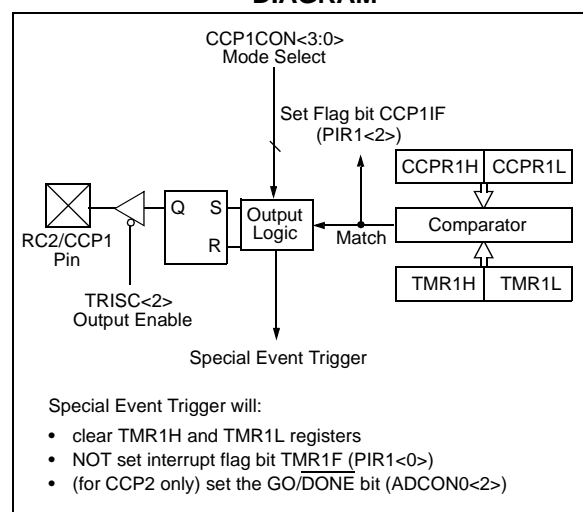 DIAGRAM
CCP1CON<3:0>
Mode Select
Set Flag bit CCP1IF
(PIR1<2>)
CCPR1H CCPR1L
Q S
R
Output
Logic
Match
Comparator
RC2/CCP1
Pin
TRISC<2>
Output Enable
TMR1H TMR1L
Special Event Trigger
Special Event Trigger will:
• clear TMR1H and TMR1L registers
• NOT set interrupt flag bit TMR1F (PIR1<0>)
• (for CCP2 only) set the GO/DONE bit (ADCON0<2>)